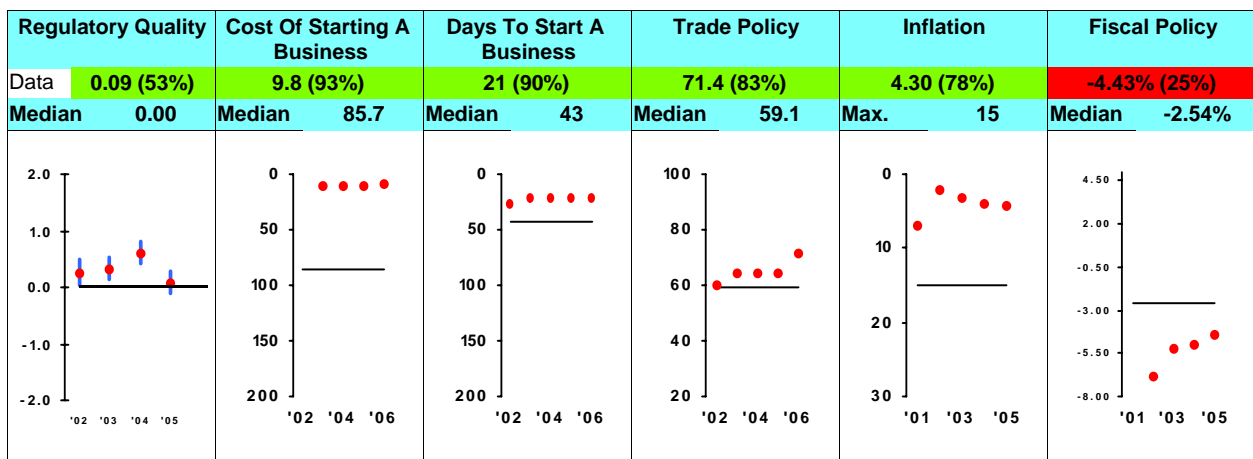 Regulatory Quality
Cost Of Starting A
Business
Days To Start A
Business
Trade Policy
Inflation
Fiscal Policy
Data 0.09 (53%) 9.8 (93%) 21 (90%) 71.4 (83%) 4.30 (78%) -4.43% (25%)
Median 0.00 Median 85.7 Median 43 Median 59.1 Max. 15 Median -2.54%
2.0
1.0
0.0
-1.0
-2.0
'02 '03 '04 '05
0
50
100
150
200
'02 '04 '06
0
50
100
150
200
'02 '04 '06
100
80
60
40
20
'02 '04 '06
0
10
20
30
'01 '03 '05
4.50
2.00
-0.50
-3.00
-5.50
-8.00
'01 '03 '05